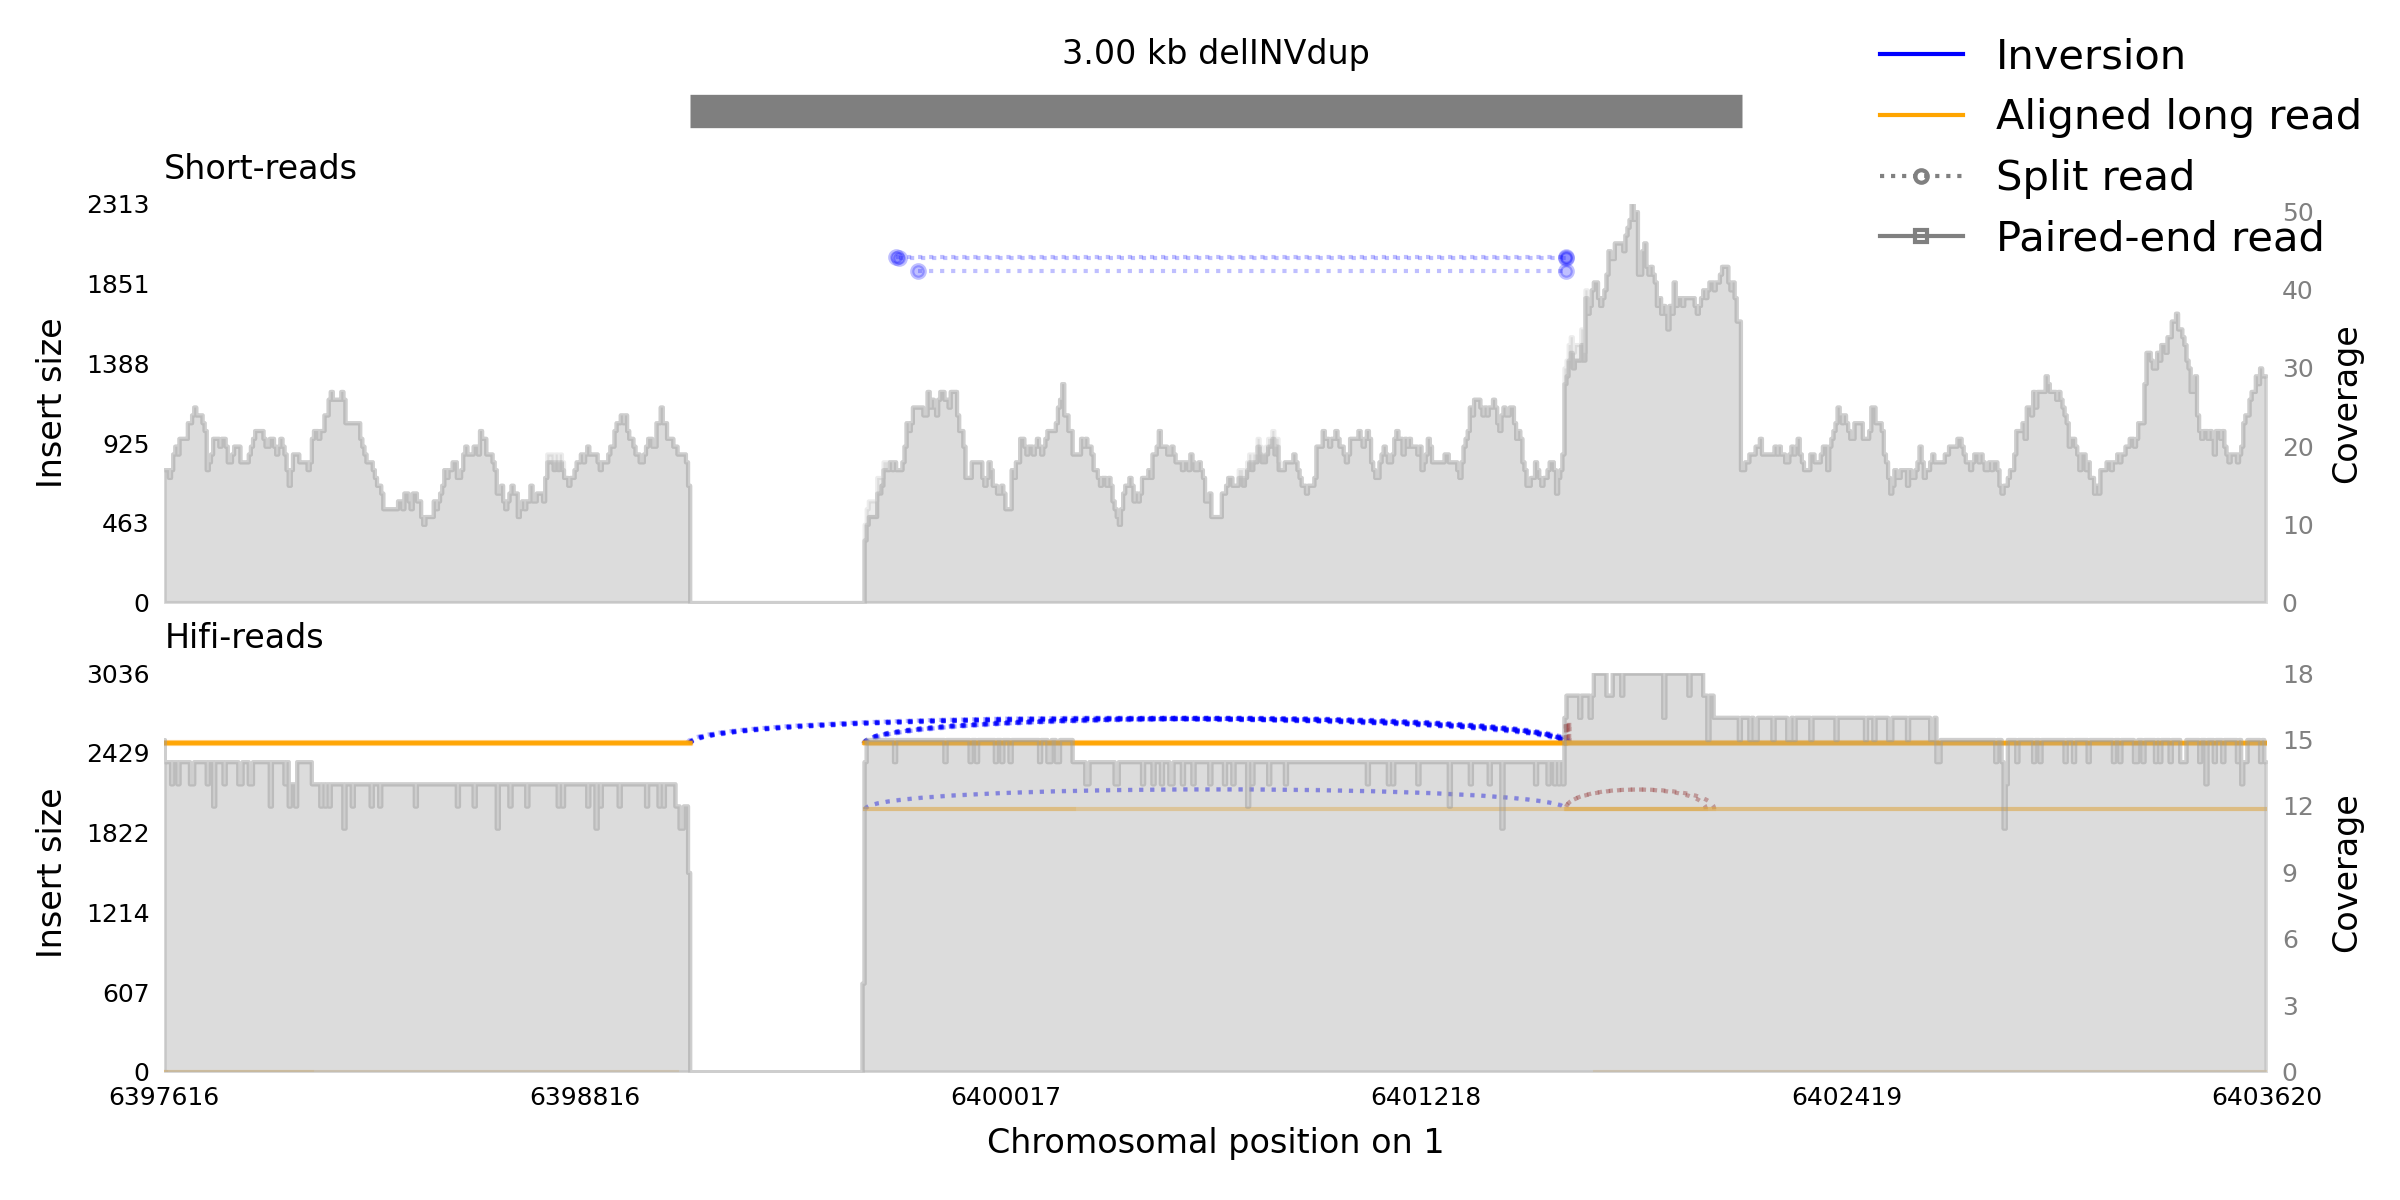 3.00 kb delINVdup
Inversion
Aligned long read
Split read
Paired-end read
Short-reads
2313
1851
1388
925
463
0
Insert size
50
40
30
20
10
0
Coverage
Hifi-reads
3036
2429
1822
1214
607
0
Insert size
18
15
12
9
6
3
0
Coverage
6397616 6398816 6400017 6401218 6402419 6403620
Chromosomal position on 1